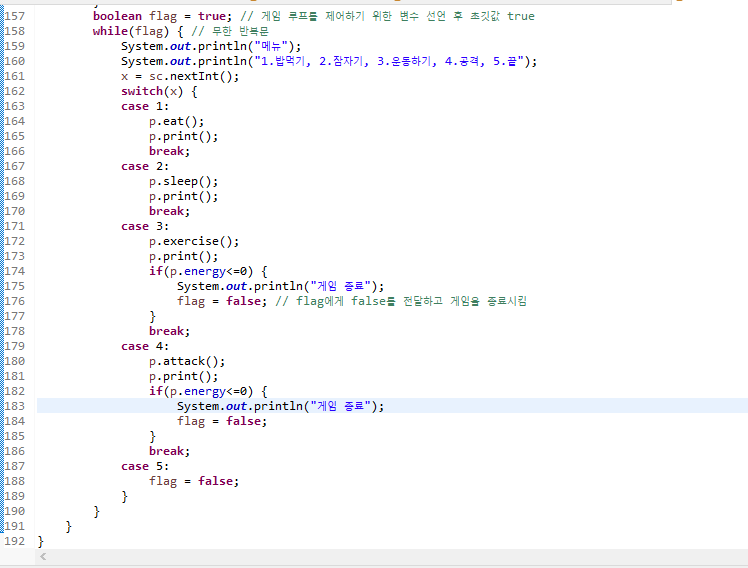 157 boolean flag = true; // 게임 루프를 제어하기 위한 변수 선언 후 초깃값 true
158 while(flag) { // 무한 반복문
159 System.out.println("메뉴");
160 System.out.println("1.밥먹기, 2.잠자기, 3.운동하기, 4.공격, 5.끝");
161 x = sc.nextInt();
162 switch(x) {
163 case 1:
164 p.eat();
165 p.print();
166 break;
167 case 2:
168 p.sleep();
169 p.print();
170 break;
171 case 3:
172 p.exercise();
173 p.print();
174 if(p.energy<=0) {
175 System.out.println("게임 종료");
176 flag = false; // flag에게 false를 전달하고 게임을 종료시킴
177 }
178 break;
179 case 4:
180 p.attack();
181 p.print();
182 if(p.energy<=0) {
183 System.out.println("게임 종료");
184 flag = false;
185 }
186 break;
187 case 5:
188 flag = false;
189 }
190 }
191 }
192 }